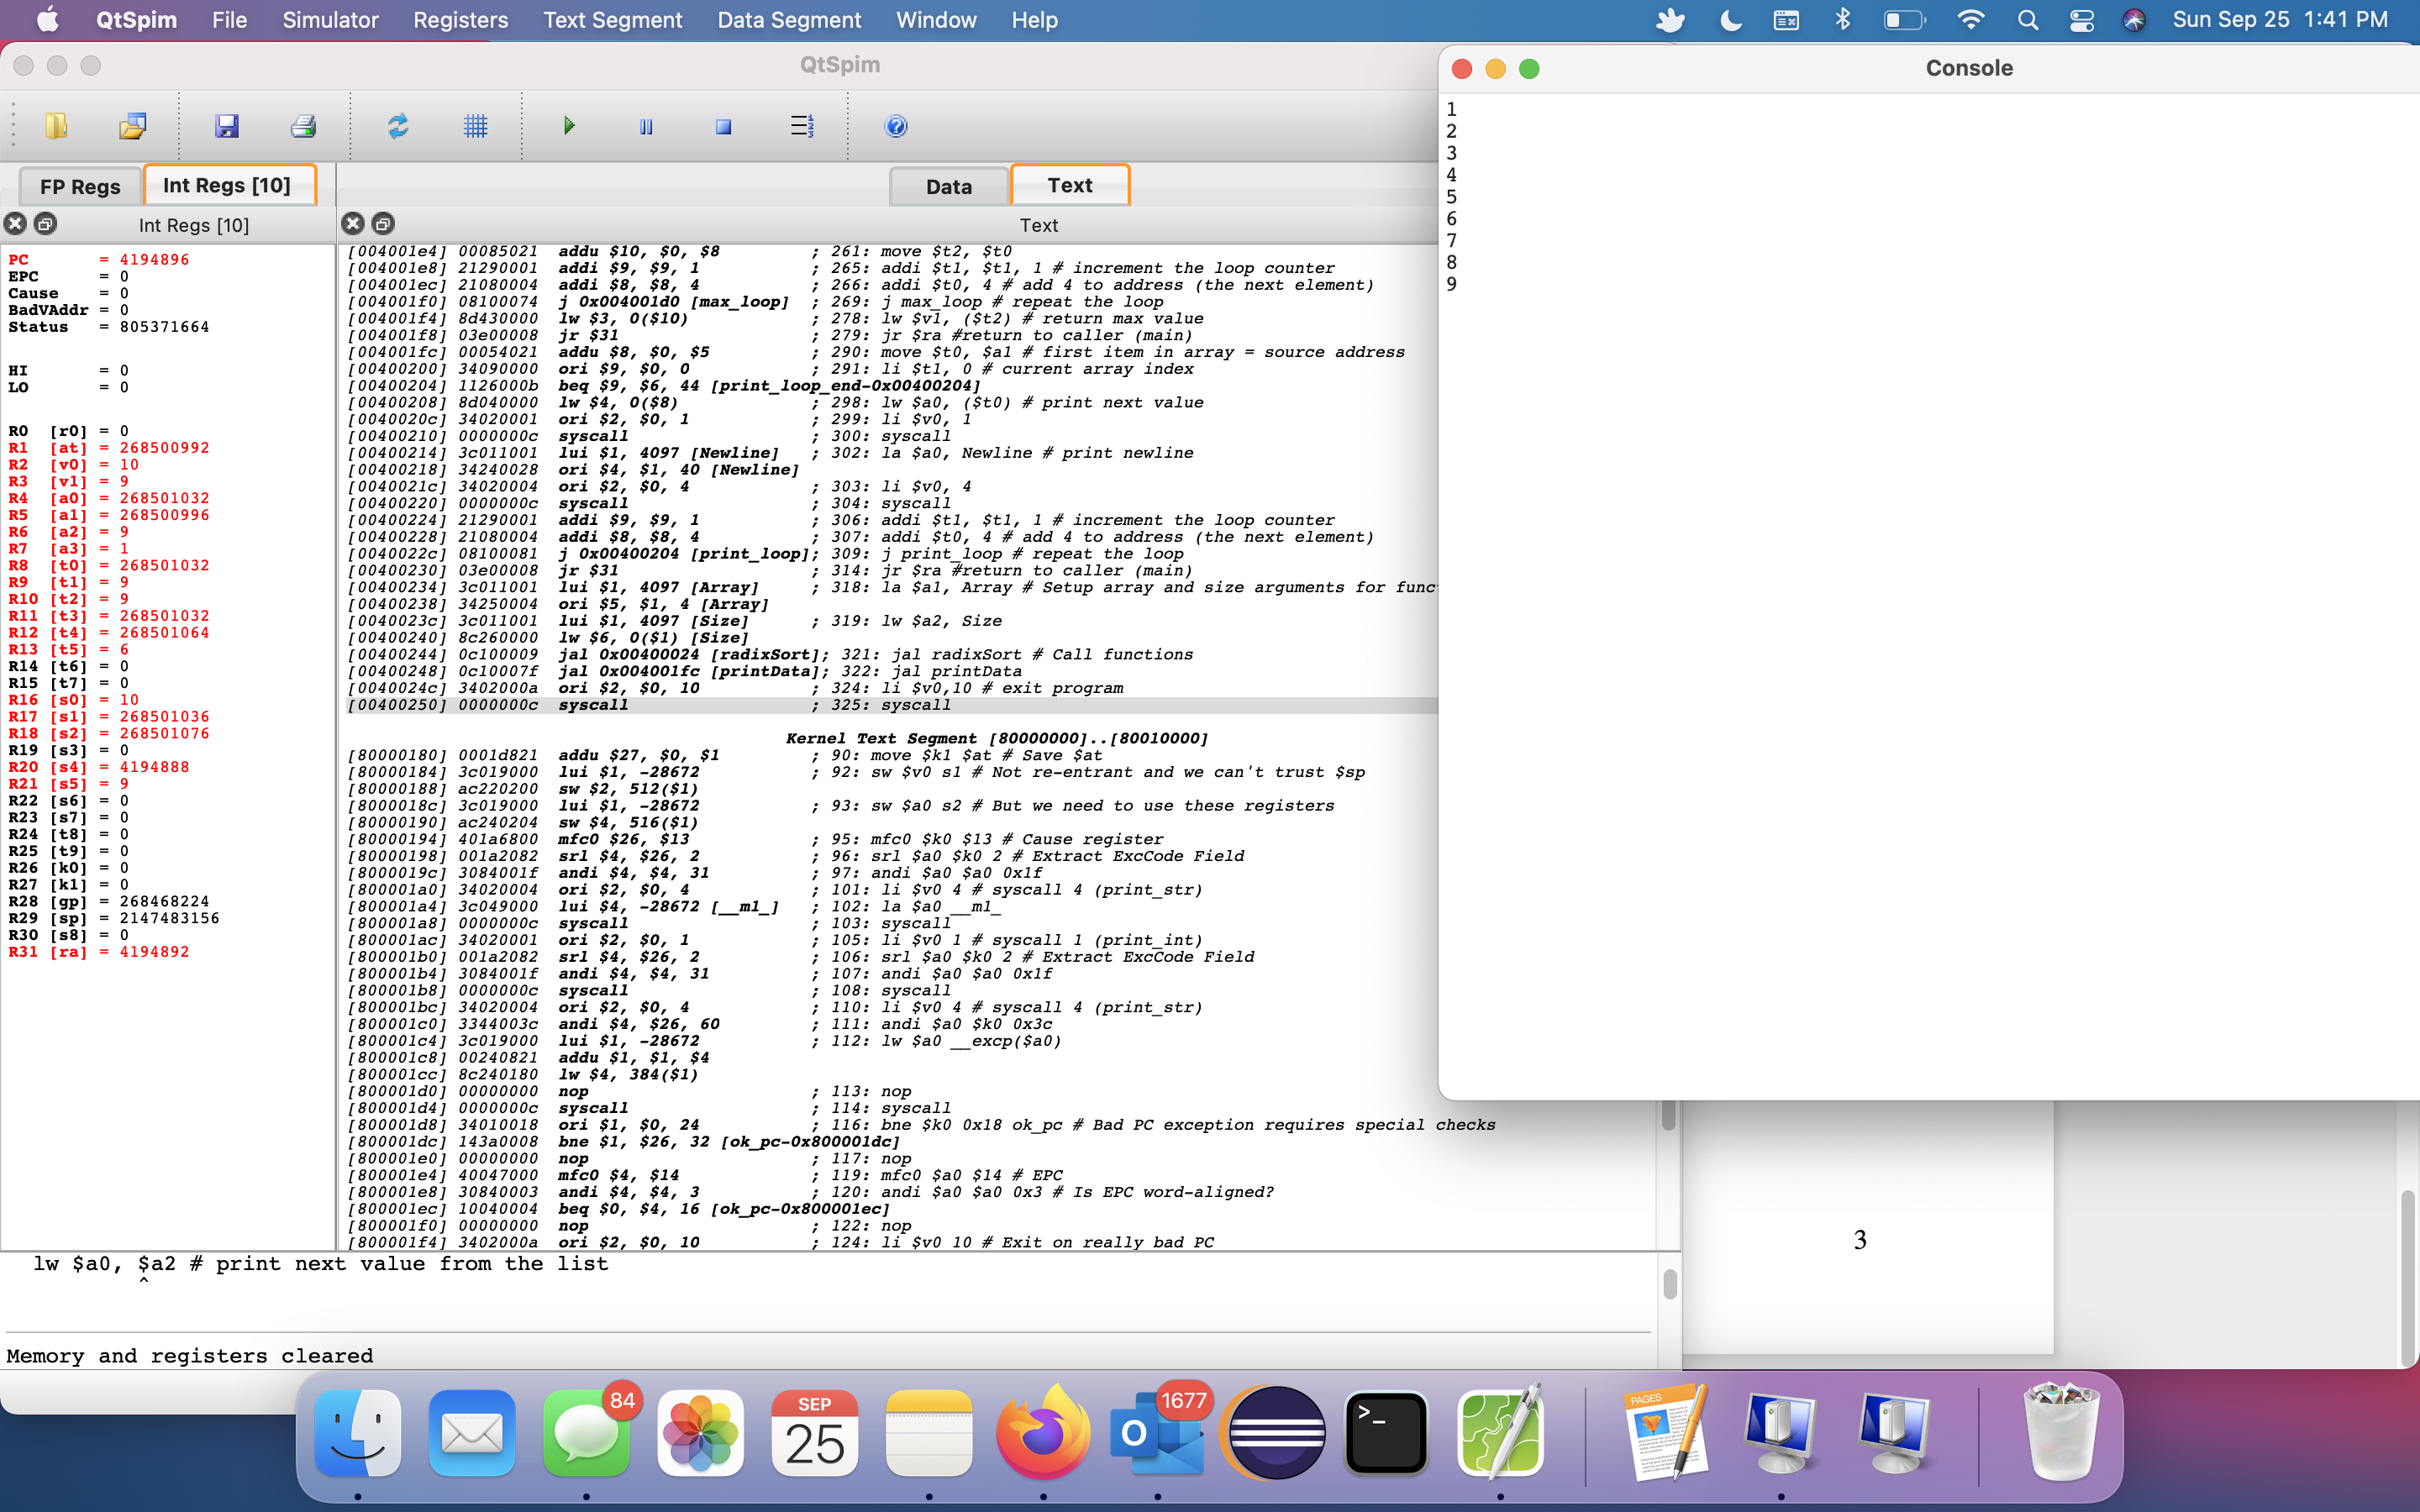 QtSpim File Simulator Registers Text Segment Data Segment Window Help Sun Sep 25 1:41 PM
QtSpim
FP Regs Int Regs [10] Data Text
Int Regs [10]
PC = 4194896
EPC = 0
Cause = 0
BadVAddr = 0
Status = 805371664
HI = 0
LO = 0
R0 [r0] = 0
R1 [at] = 268500992
R2 [v0] = 10
R3 [v1] = 9
R4 [a0] = 268501032
R5 [a1] = 268500996
R6 [a2] = 9
R7 [a3] = 1
R8 [t0] = 268501032
R9 [t1] = 9
R10 [t2] = 9
R11 [t3] = 268501032
R12 [t4] = 268501064
R13 [t5] = 6
R14 [t6] = 0
R15 [t7] = 0
R16 [s0] = 10
R17 [s1] = 268501036
R18 [s2] = 268501076
R19 [s3] = 0
R20 [s4] = 4194888
R21 [s5] = 9
R22 [s6] = 0
R23 [s7] = 0
R24 [t8] = 0
R25 [t9] = 0
R26 [k0] = 0
R27 [k1] = 0
R28 [gp] = 268468224
R29 [sp] = 2147483156
R30 [s8] = 0
R31 [ra] = 4194892
Text
[004001e4] 00085021 addu $10, $0, $8 ; 261: move $t2, $t0
[004001e8] 21290001 addi $9, $9, 1 ; 265: addi $t1, $t1, 1 # increment the loop counter
[004001ec] 21080004 addi $8, $8, 4 ; 266: addi $t0, 4 # add 4 to address (the next element)
[004001f0] 08100074 j 0x004001d0 [max_loop] ; 269: j max_loop # repeat the loop
[004001f4] 8d430000 lw $3, 0($10) ; 278: lw $v1, ($t2) # return max value
[004001f8] 03e00008 jr $31 ; 279: jr $ra #return to caller (main)
[004001fc] 00054021 addu $8, $0, $5 ; 290: move $t0, $a1 # first item in array = source address
[00400200] 34090000 ori $9, $0, 0 ; 291: li $t1, 0 # current array index
[00400204] 1126000b beq $9, $6, 44 [print_loop_end-0x00400204]
[00400208] 8d040000 lw $4, 0($8) ; 298: lw $a0, ($t0) # print next value
[0040020c] 34020001 ori $2, $0, 1 ; 299: li $v0, 1
[00400210] 0000000c syscall ; 300: syscall
[00400214] 3c011001 lui $1, 4097 [Newline] ; 302: la $a0, Newline # print newline
[00400218] 34240028 ori $4, $1, 40 [Newline]
[0040021c] 34020004 ori $2, $0, 4 ; 303: li $v0, 4
[00400220] 0000000c syscall ; 304: syscall
[00400224] 21290001 addi $9, $9, 1 ; 306: addi $t1, $t1, 1 # increment the loop counter
[00400228] 21080004 addi $8, $8, 4 ; 307: addi $t0, 4 # add 4 to address (the next element)
[0040022c] 08100081 j 0x00400204 [print_loop]; 309: j print_loop # repeat the loop
[00400230] 03e00008 jr $31 ; 314: jr $ra #return to caller (main)
[00400234] 3c011001 lui $1, 4097 [Array] ; 318: la $a1, Array # Setup array and size arguments for func
[00400238] 34250004 ori $5, $1, 4 [Array]
[0040023c] 3c011001 lui $1, 4097 [Size] ; 319: lw $a2, Size
[00400240] 8c260000 lw $6, 0($1) [Size]
[00400244] 0c100009 jal 0x00400024 [radixSort]; 321: jal radixSort # Call functions
[00400248] 0c10007f jal 0x004001fc [printData]; 322: jal printData
[0040024c] 3402000a ori $2, $0, 10 ; 324: li $v0,10 # exit program
[00400250] 0000000c syscall ; 325: syscall
Kernel Text Segment [80000000]..[80010000]
[80000180] 0001d821 addu $27, $0, $1 ; 90: move $k1 $at # Save $at
[80000184] 3c019000 lui $1, -28672 ; 92: sw $v0 s1 # Not re-entrant and we can't trust $sp
[80000188] ac220200 sw $2, 512($1)
[8000018c] 3c019000 lui $1, -28672 ; 93: sw $a0 s2 # But we need to use these registers
[80000190] ac240204 sw $4, 516($1)
[80000194] 401a6800 mfc0 $26, $13 ; 95: mfc0 $k0 $13 # Cause register
[80000198] 001a2082 srl $4, $26, 2 ; 96: srl $a0 $k0 2 # Extract ExcCode Field
[8000019c] 3084001f andi $4, $4, 31 ; 97: andi $a0 $a0 0x1f
[800001a0] 34020004 ori $2, $0, 4 ; 101: li $v0 4 # syscall 4 (print_str)
[800001a4] 3c049000 lui $4, -28672 [__m1_] ; 102: la $a0 __m1_
[800001a8] 0000000c syscall ; 103: syscall
[800001ac] 34020001 ori $2, $0, 1 ; 105: li $v0 1 # syscall 1 (print_int)
[800001b0] 001a2082 srl $4, $26, 2 ; 106: srl $a0 $k0 2 # Extract ExcCode Field
[800001b4] 3084001f andi $4, $4, 31 ; 107: andi $a0 $a0 0x1f
[800001b8] 0000000c syscall ; 108: syscall
[800001bc] 34020004 ori $2, $0, 4 ; 110: li $v0 4 # syscall 4 (print_str)
[800001c0] 3344003c andi $4, $26, 60 ; 111: andi $a0 $k0 0x3c
[800001c4] 3c019000 lui $1, -28672 ; 112: lw $a0 __excp($a0)
[800001c8] 00240821 addu $1, $1, $4
[800001cc] 8c240180 lw $4, 384($1)
[800001d0] 00000000 nop ; 113: nop
[800001d4] 0000000c syscall ; 114: syscall
[800001d8] 34010018 ori $1, $0, 24 ; 116: bne $k0 0x18 ok_pc # Bad PC exception requires special checks
[800001dc] 143a0008 bne $1, $26, 32 [ok_pc-0x800001dc]
[800001e0] 00000000 nop ; 117: nop
[800001e4] 40047000 mfc0 $4, $14 ; 119: mfc0 $a0 $14 # EPC
[800001e8] 30840003 andi $4, $4, 3 ; 120: andi $a0 $a0 0x3 # Is EPC word-aligned?
[800001ec] 10040004 beq $0, $4, 16 [ok_pc-0x800001ec]
[800001f0] 00000000 nop ; 122: nop
[800001f4] 3402000a ori $2, $0, 10 ; 124: li $v0 10 # Exit on really bad PC
lw $a0, $a2 # print next value from the list
^
Memory and registers cleared
Console
1
2
3
4
5
6
7
8
9
3
84
SEP
25
1677
O
>_
PAGES